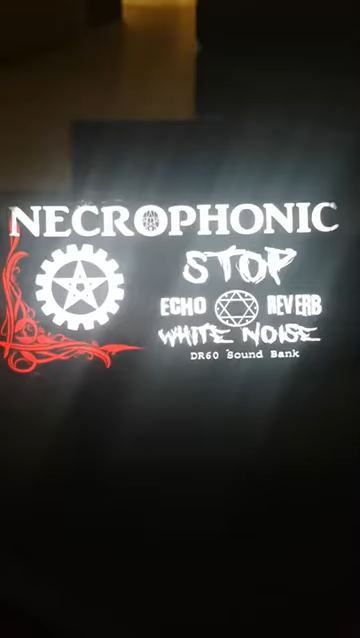 NECROPHONIC
STOP
ECHO REVERB
WHITE NOISE
DR60 Sound Bank